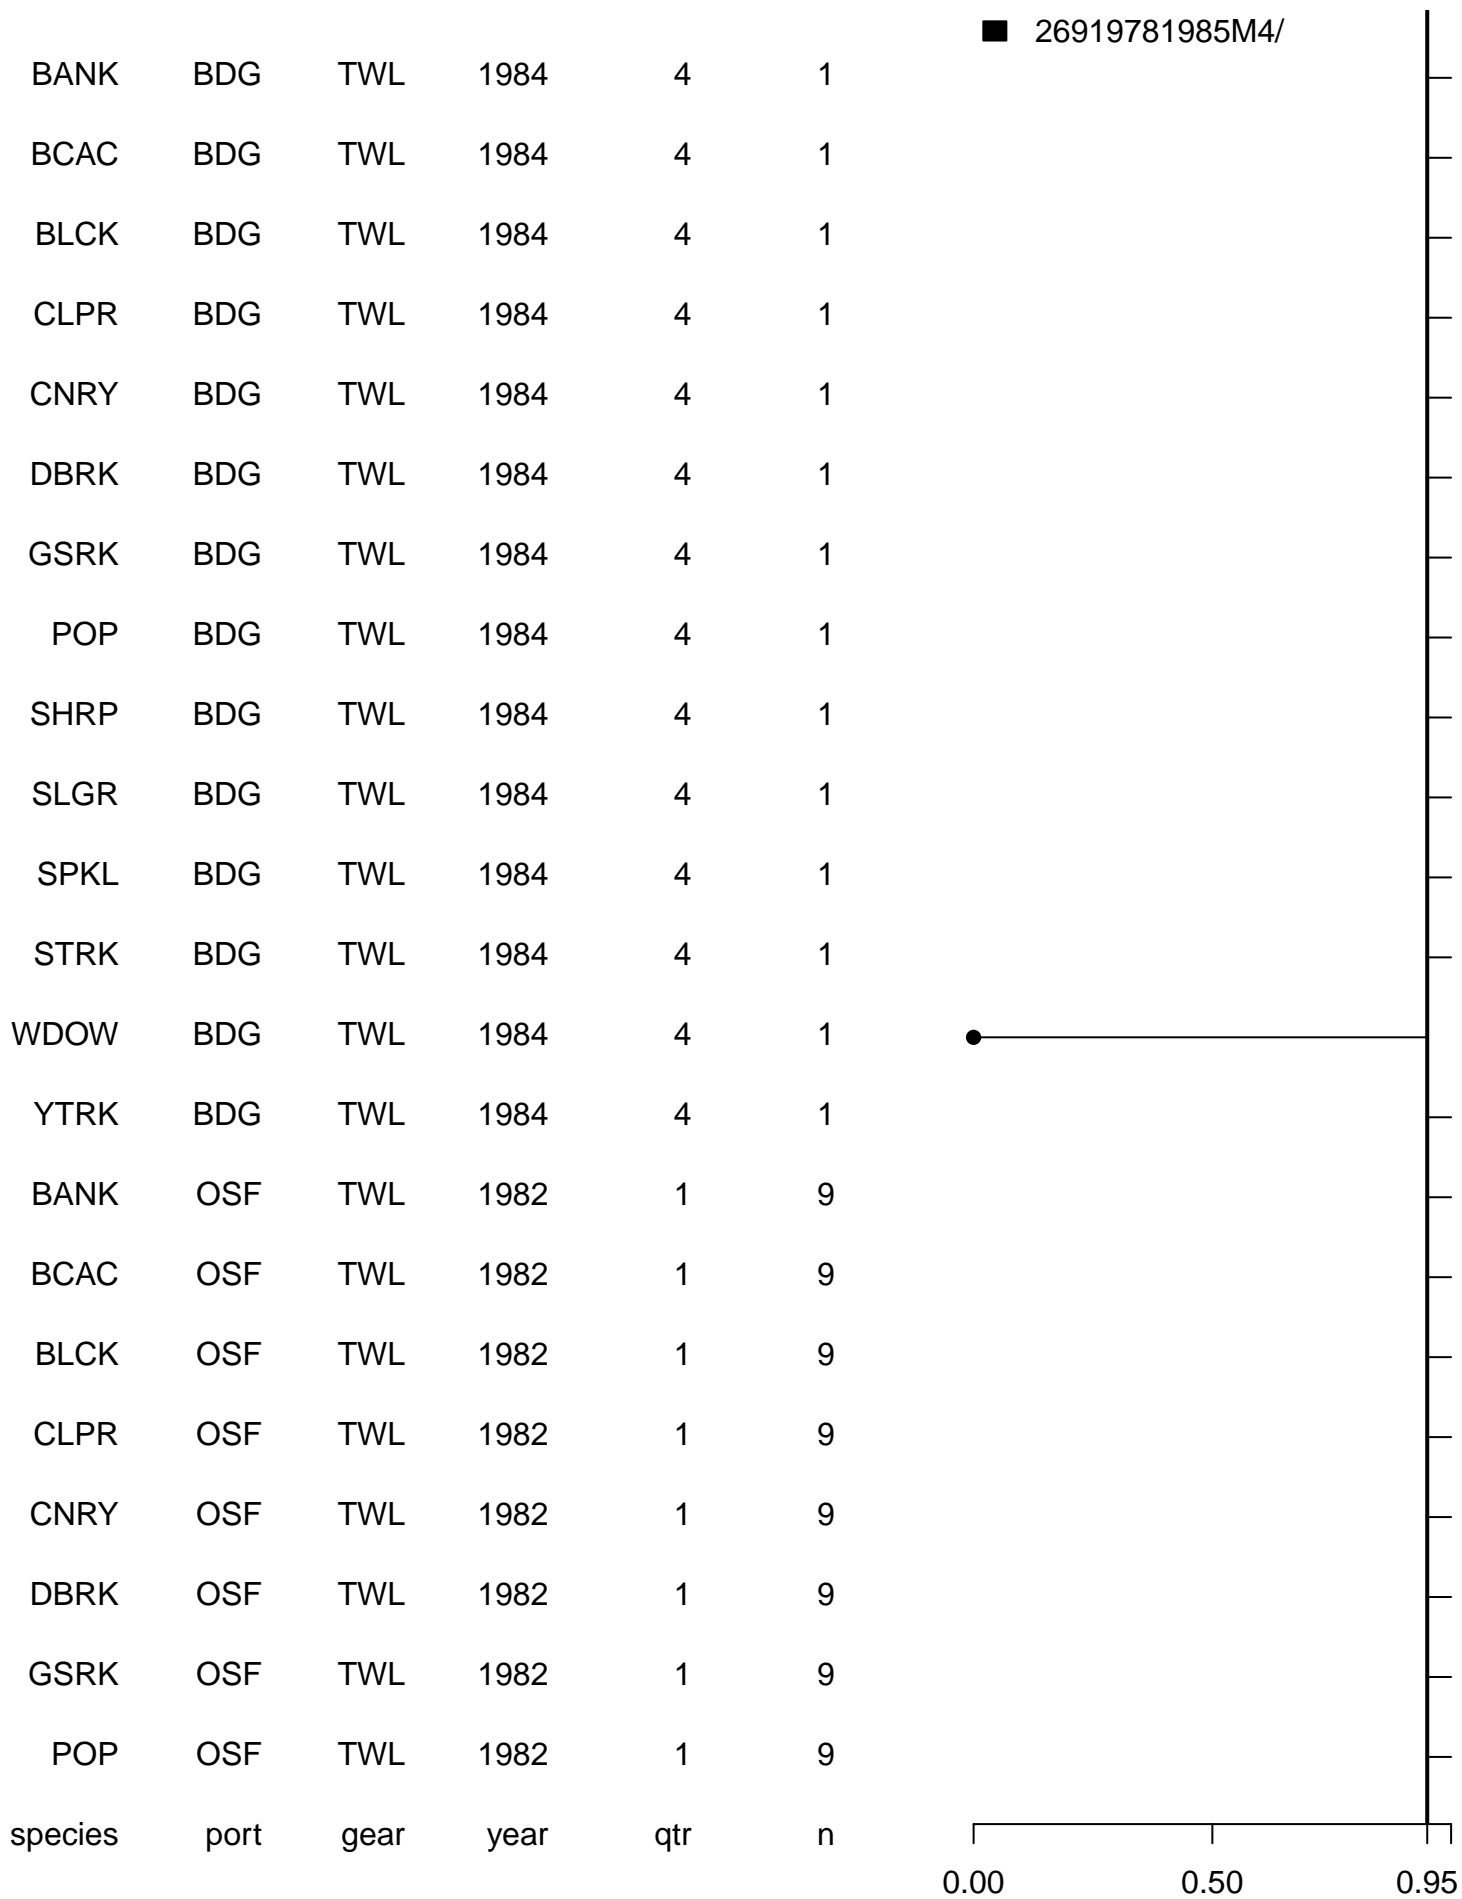 26919781985M4/
BANK BDG TWL 1984 4 1
BCAC BDG TWL 1984 4 1
BLCK BDG TWL 1984 4 1
CLPR BDG TWL 1984 4 1
CNRY BDG TWL 1984 4 1
DBRK BDG TWL 1984 4 1
GSRK BDG TWL 1984 4 1
POP BDG TWL 1984 4 1
SHRP BDG TWL 1984 4 1
SLGR BDG TWL 1984 4 1
SPKL BDG TWL 1984 4 1
STRK BDG TWL 1984 4 1
WDOW BDG TWL 1984 4 1
YTRK BDG TWL 1984 4 1
BANK OSF TWL 1982 1 9
BCAC OSF TWL 1982 1 9
BLCK OSF TWL 1982 1 9
CLPR OSF TWL 1982 1 9
CNRY OSF TWL 1982 1 9
DBRK OSF TWL 1982 1 9
GSRK OSF TWL 1982 1 9
POP OSF TWL 1982 1 9
species port gear year qtr n
0.00 0.50 0.95